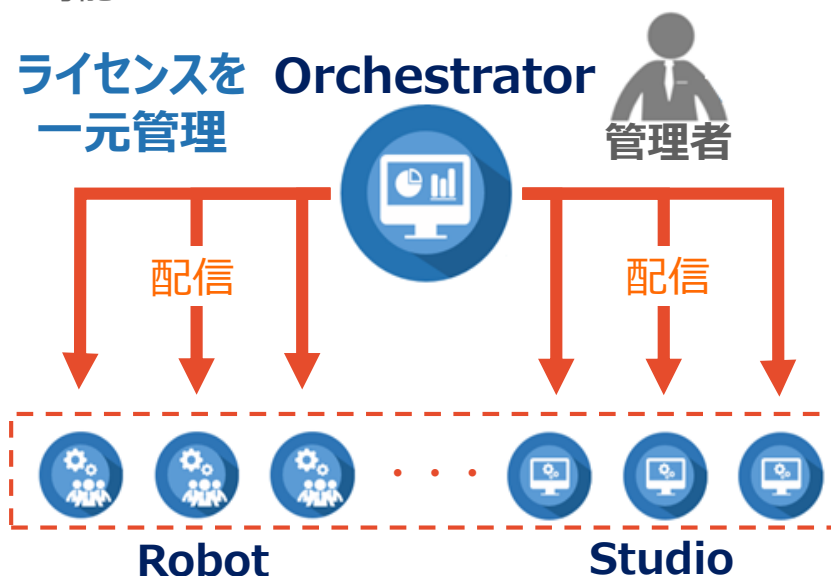 ライセンスを
一元管理
Orchestrator
管理者
配信
配信
・・・
Robot
Studio